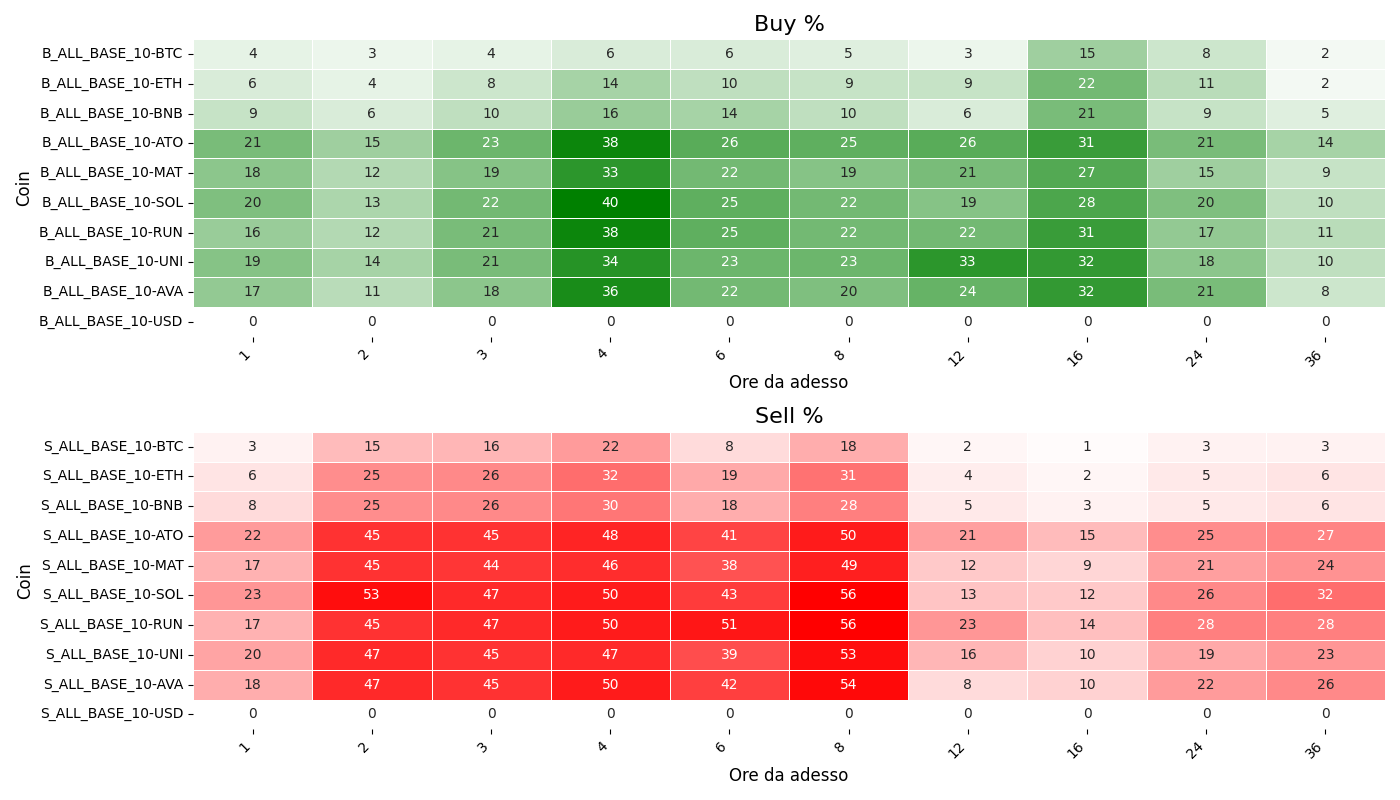 Buy %
Coin
B_ALL_BASE_10-BTC 4 3 4 6 6 5 3 15 8 2
B_ALL_BASE_10-ETH 6 4 8 14 10 9 9 22 11 2
B_ALL_BASE_10-BNB 9 6 10 16 14 10 6 21 9 5
B_ALL_BASE_10-ATO 21 15 23 38 26 25 26 31 21 14
B_ALL_BASE_10-MAT 18 12 19 33 22 19 21 27 15 9
B_ALL_BASE_10-SOL 20 13 22 40 25 22 19 28 20 10
B_ALL_BASE_10-RUN 16 12 21 38 25 22 22 31 17 11
B_ALL_BASE_10-UNI 19 14 21 34 23 23 33 32 18 10
B_ALL_BASE_10-AVA 17 11 18 36 22 20 24 32 21 8
B_ALL_BASE_10-USD 0 0 0 0 0 0 0 0 0 0
1 2 3 4 6 8 12 16 24 36
Ore da adesso
Sell %
Coin
S_ALL_BASE_10-BTC 3 15 16 22 8 18 2 1 3 3
S_ALL_BASE_10-ETH 6 25 26 32 19 31 4 2 5 6
S_ALL_BASE_10-BNB 8 25 26 30 18 28 5 3 5 6
S_ALL_BASE_10-ATO 22 45 45 48 41 50 21 15 25 27
S_ALL_BASE_10-MAT 17 45 44 46 38 49 12 9 21 24
S_ALL_BASE_10-SOL 23 53 47 50 43 56 13 12 26 32
S_ALL_BASE_10-RUN 17 45 47 50 51 56 23 14 28 28
S_ALL_BASE_10-UNI 20 47 45 47 39 53 16 10 19 23
S_ALL_BASE_10-AVA 18 47 45 50 42 54 8 10 22 26
S_ALL_BASE_10-USD 0 0 0 0 0 0 0 0 0 0
1 2 3 4 6 8 12 16 24 36
Ore da adesso